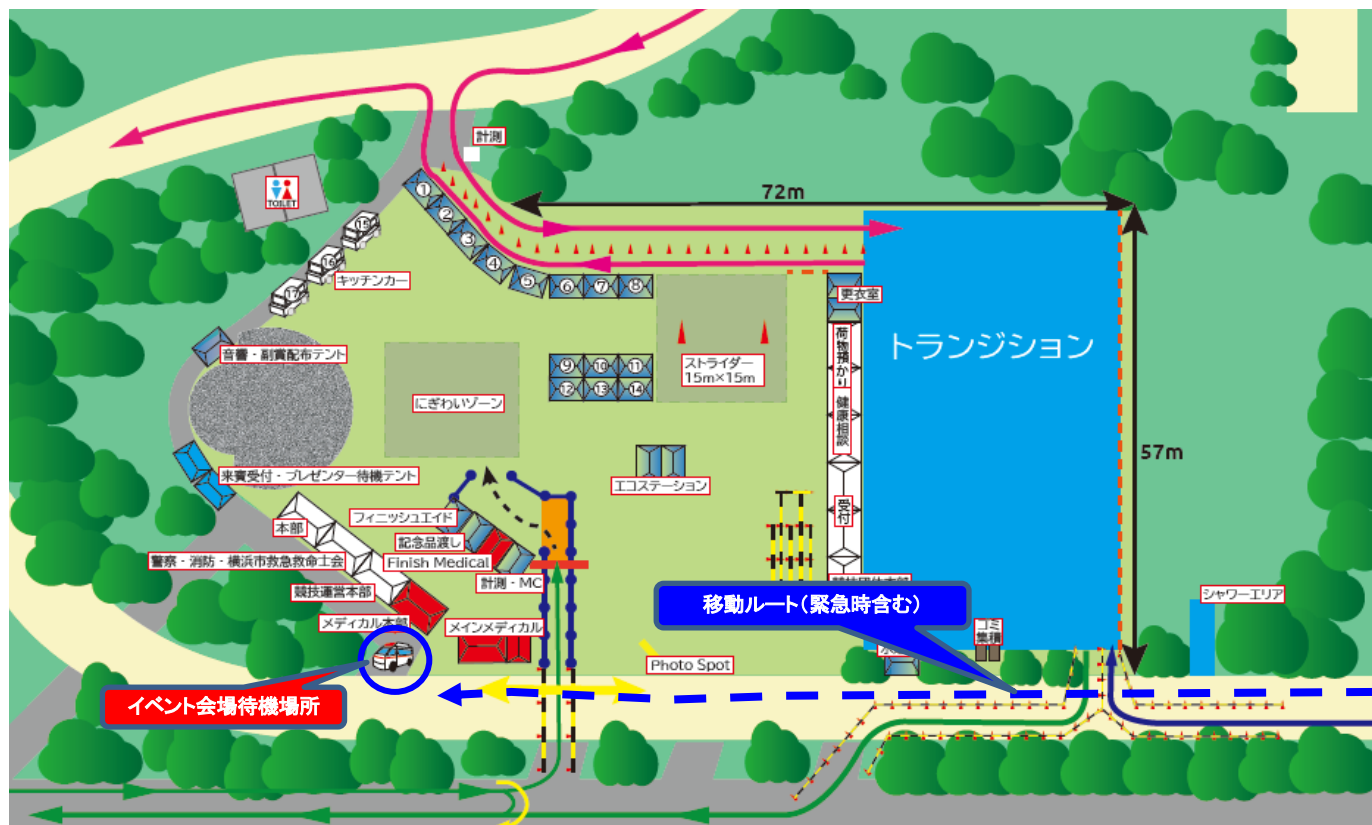 計測
72m
TOILET
①
②
③
④
⑤
⑥
⑦
⑧
⑮
⑯
⑰
キッチンカー
更衣室
音響・副賞配布テント
⑨
⑩
⑪
⑫
⑬
⑭
ストライダー
15m×15m
荷物預かり
トランジション
にぎわいゾーン
健康相談
57m
来賓受付・プレゼンター待機テント
エコステーション
受付
本部
フィニッシュエイド
記念品渡し
警察・消防・横浜市救急救命士会
Finish Medical
計測・MC
競技運営本部
移動ルート（緊急時含む）
シャワーエリア
メディカル本部
メインメディカル
ゴミ
集積
Photo Spot
イベント会場待機場所